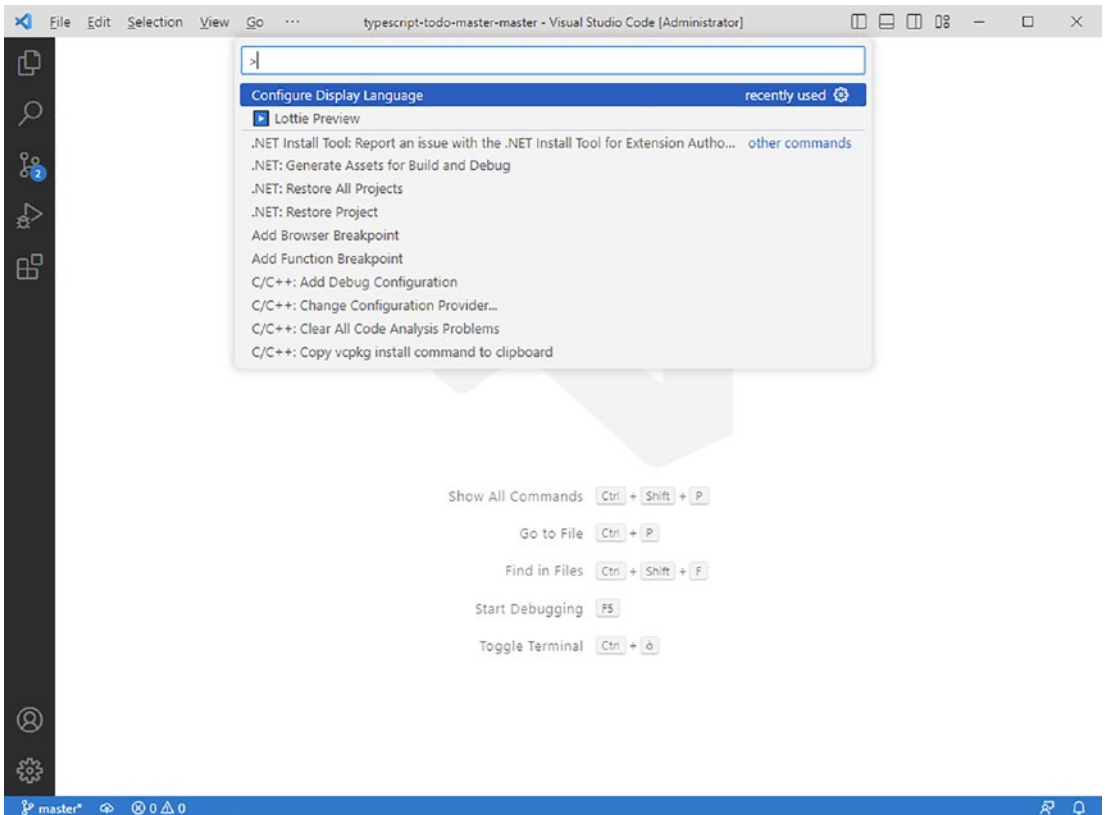 File Edit Selection View Go ··· typescript-todo-master-master - Visual Studio Code [Administrator]
>
Configure Display Language recently used
Lottie Preview
.NET Install Tool: Report an issue with the .NET Install Tool for Extension Autho... other commands
.NET: Generate Assets for Build and Debug
.NET: Restore All Projects
.NET: Restore Project
Add Browser Breakpoint
Add Function Breakpoint
C/C++: Add Debug Configuration
C/C++: Change Configuration Provider...
C/C++: Clear All Code Analysis Problems
C/C++: Copy vcpkg install command to clipboard
2
Show All Commands Ctrl + Shift + P
Go to File Ctrl + P
Find in Files Ctrl + Shift + F
Start Debugging F5
Toggle Terminal Ctrl + ò
master* 0 0